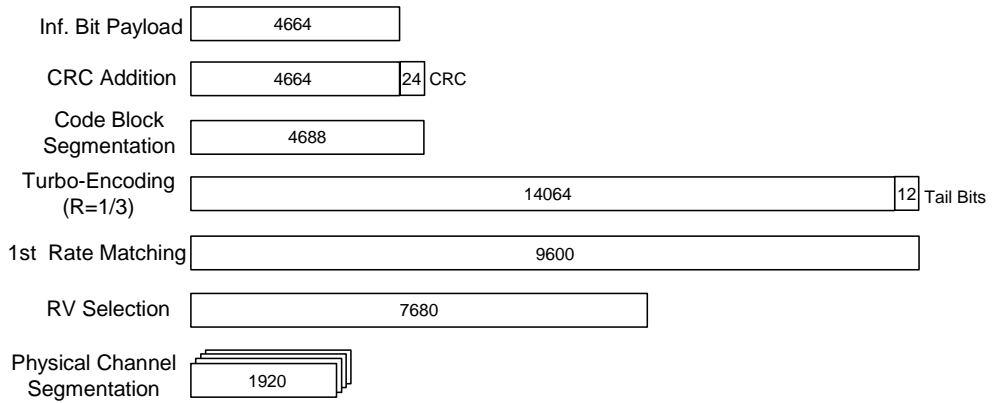 Inf. Bit Payload 4664
CRC Addition 4664 24 CRC
Code Block
Segmentation 4688
Turbo-Encoding
(R=1/3) 14064 12 Tail Bits
1st Rate Matching 9600
RV Selection 7680
Physical Channel
Segmentation 1920